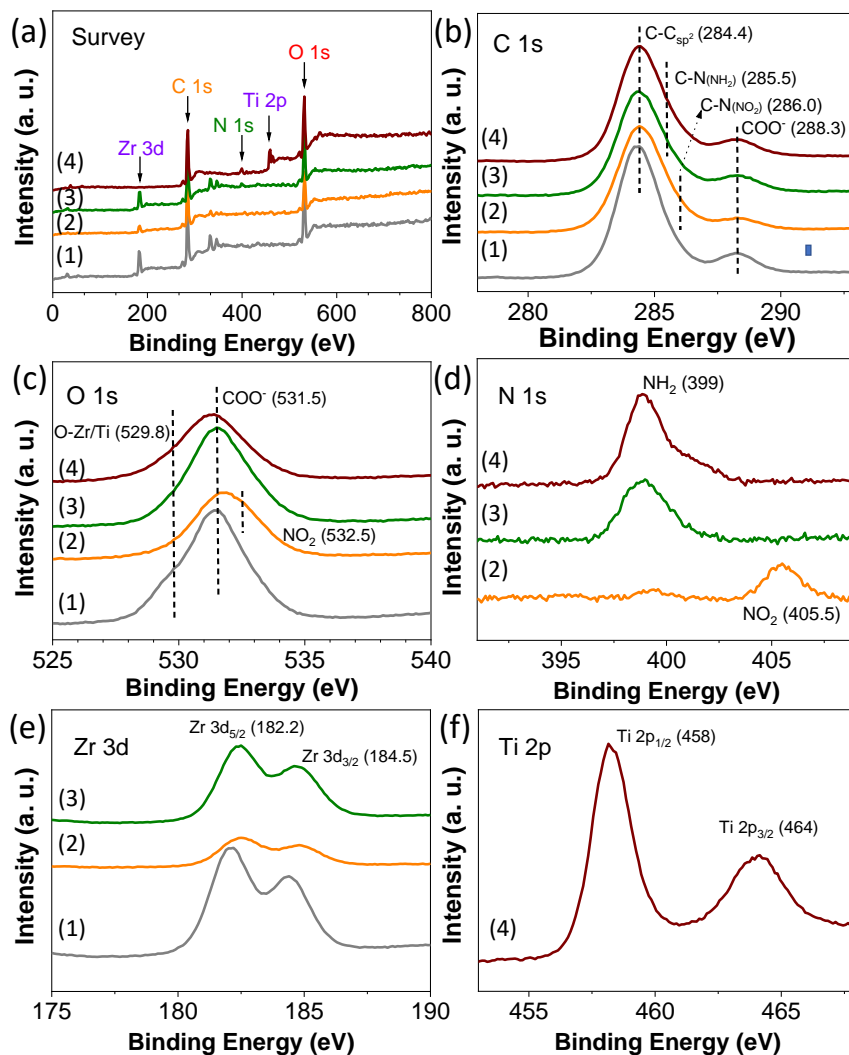 (a)
Survey
O 1s
C 1s
Ti 2p
N 1s
Zr 3d
(4)
(3)
(2)
(1)
0 200 400 600 800
Binding Energy (eV)
Intensity (a. u.)
(b)
C 1s
C-Csp² (284.4)
C-N(NH₂) (285.5)
C-N(NO₂) (286.0)
COO⁻ (288.3)
(4)
(3)
(2)
(1)
280 285 290
Binding Energy (eV)
Intensity (a. u.)
(c)
O 1s
COO⁻ (531.5)
O-Zr/Ti (529.8)
(4)
(3)
(2)
NO₂ (532.5)
(1)
525 530 535 540
Binding Energy (eV)
Intensity (a. u.)
(d)
N 1s
NH₂ (399)
(4)
(3)
(2)
NO₂ (405.5)
395 400 405
Binding Energy (eV)
Intensity (a. u.)
(e)
Zr 3d
Zr 3d₅/₂ (182.2)
Zr 3d₃/₂ (184.5)
(3)
(2)
(1)
175 180 185 190
Binding Energy (eV)
Intensity (a. u.)
(f)
Ti 2p
Ti 2p₁/₂ (458)
Ti 2p₃/₂ (464)
(4)
455 460 465
Binding Energy (eV)
Intensity (a. u.)